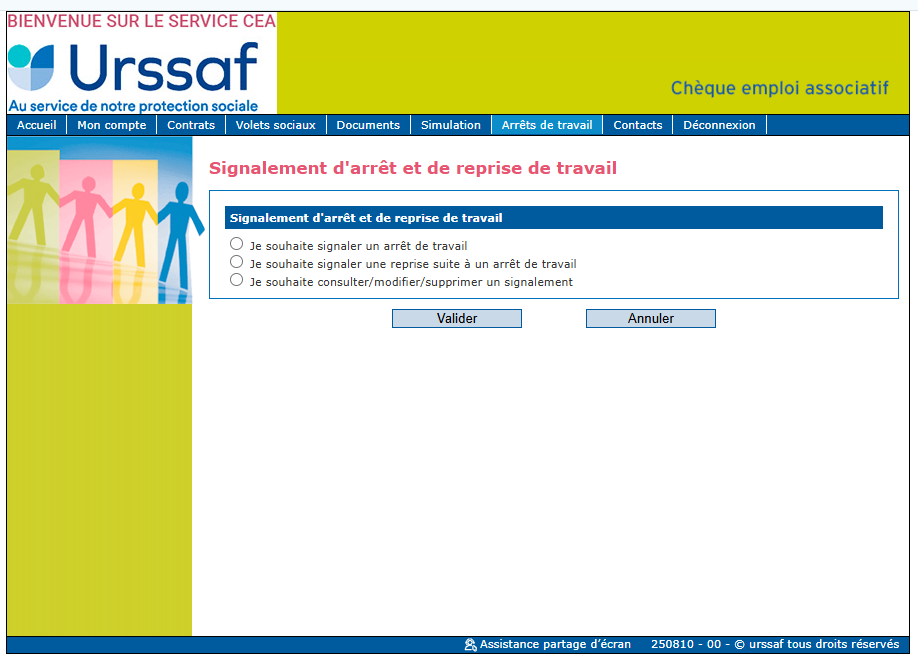 BIENVENUE SUR LE SERVICE CEA
Urssaf
Au service de notre protection sociale
Chèque emploi associatif
Accueil Mon compte Contrats Volets sociaux Documents Simulation Arrêts de travail Contacts Déconnexion
Signalement d'arrêt et de reprise de travail
Signalement d'arrêt et de reprise de travail
Je souhaite signaler un arrêt de travail
Je souhaite signaler une reprise suite à un arrêt de travail
Je souhaite consulter/modifier/supprimer un signalement
Valider Annuler
Assistance partage d'écran 250810 - 00 - © urssaf tous droits réservés